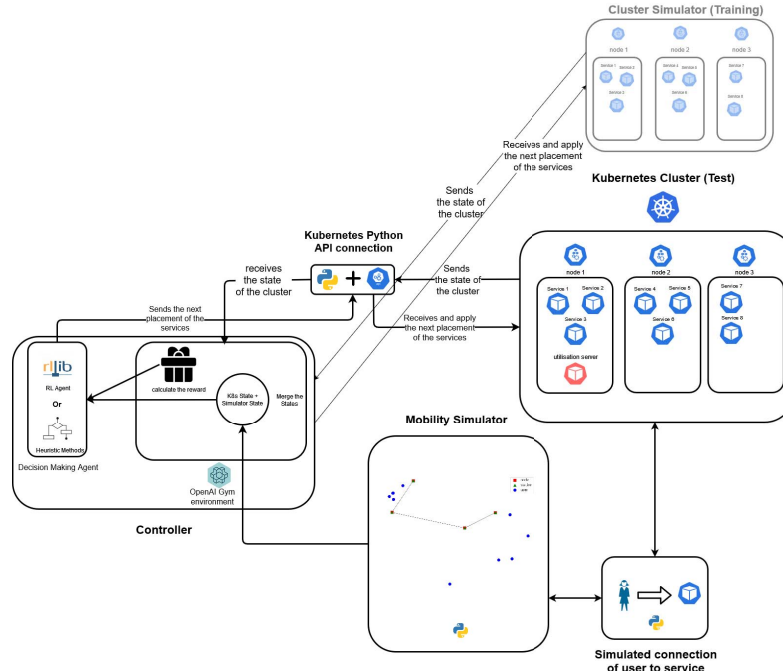 Cluster Simulator (Training)
node 1
node 2
node 3
Service 1
Service 2
Service 3
Service 4
Service 5
Service 6
Service 7
Service 8
Receives and apply
the next placement
of the services
Sends
the state of
the cluster
Kubernetes Cluster (Test)
Kubernetes Python
API connection
receives
the state
of the cluster
Sends
the state of
the cluster
node 1
node 2
node 3
Service 1
Service 2
Service 3
utilisation server
Service 4
Service 5
Service 6
Service 7
Service 8
Sends the next
placement of the
services
Receives and apply
the next placement
of the services
rllib
RL Agent
Or
Heuristic Methods
Decision Making Agent
calculate the reward
K8s State +
Simulator State
Merge the
States
OpenAI Gym
environment
Controller
Mobility Simulator
Simulated connection
of user to service